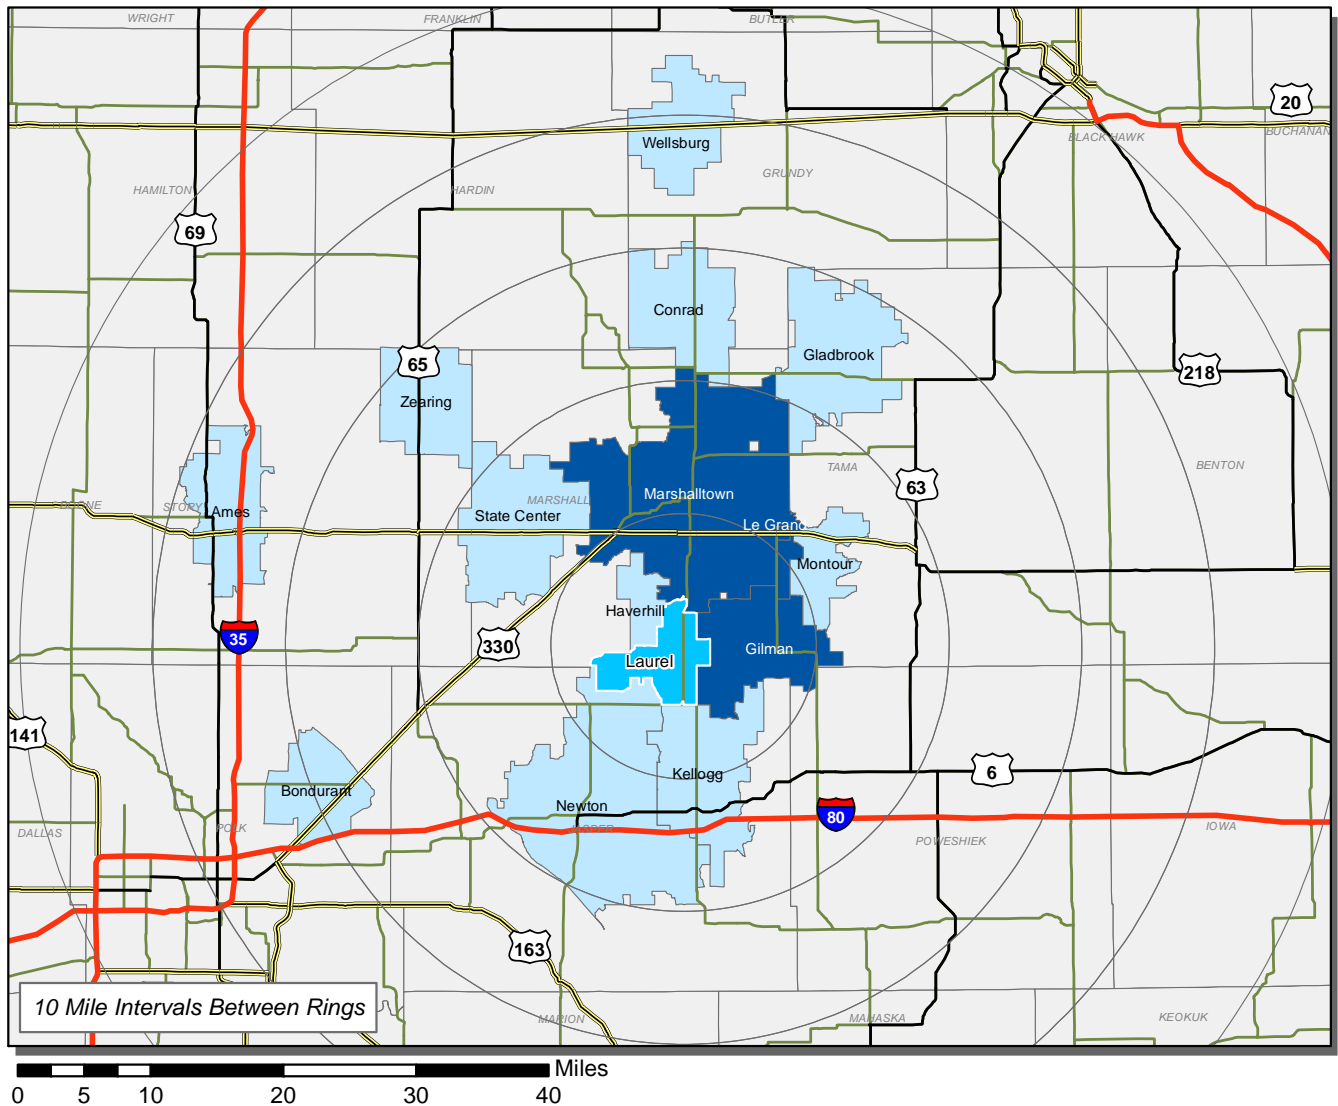 WRIGHT
FRANKLIN
BUTLER
20
BUCHANAN
BLACK HAWK
Wellsburg
GRUNDY
HAMILTON
HARDIN
69
Conrad
Gladbrook
65
218
Zearing
TAMA
BENTON
63
Marshalltown
MARSHALL
BOONE
STORY
Ames
State Center
Le Grand
Montour
Haverhill
35
330
Gilman
Laurel
141
6
Kellogg
Bondurant
Newton
80
DALLAS
POLK
JASPER
POWESHIEK
IOWA
163
10 Mile Intervals Between Rings
MARION
MAHASKA
KEOKUK
Miles
0 5 10 20 30 40